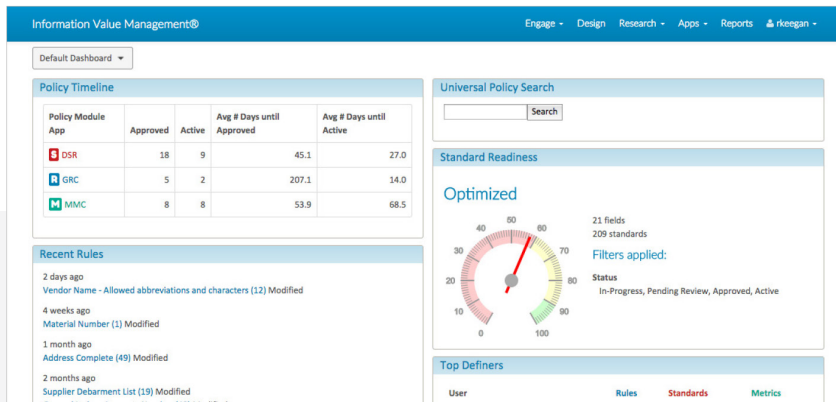 Information Value Management®
Engage Design Research Apps Reports rkeegan
Default Dashboard
Policy Timeline
Policy Module App Approved Active Avg # Days until Approved Avg # Days until Active
S DSR 18 9 45.1 27.0
R GRC 5 2 207.1 14.0
M MMC 8 8 53.9 68.5
Recent Rules
2 days ago
Vendor Name - Allowed abbreviations and characters (12) Modified
4 weeks ago
Material Number (1) Modified
1 month ago
Address Complete (49) Modified
2 months ago
Supplier Debarment List (19) Modified
Universal Policy Search
Search
Standard Readiness
Optimized
0 10 20 30 40 50 60 70 80 90 100
21 fields
209 standards
Filters applied:
Status
In-Progress, Pending Review, Approved, Active
Top Definers
User Rules Standards Metrics